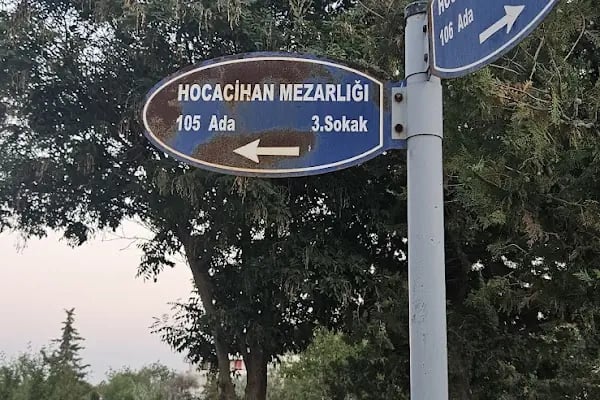 HOCACİHAN MEZARLIĞI
105 Ada 3.Sokak
106 Ada